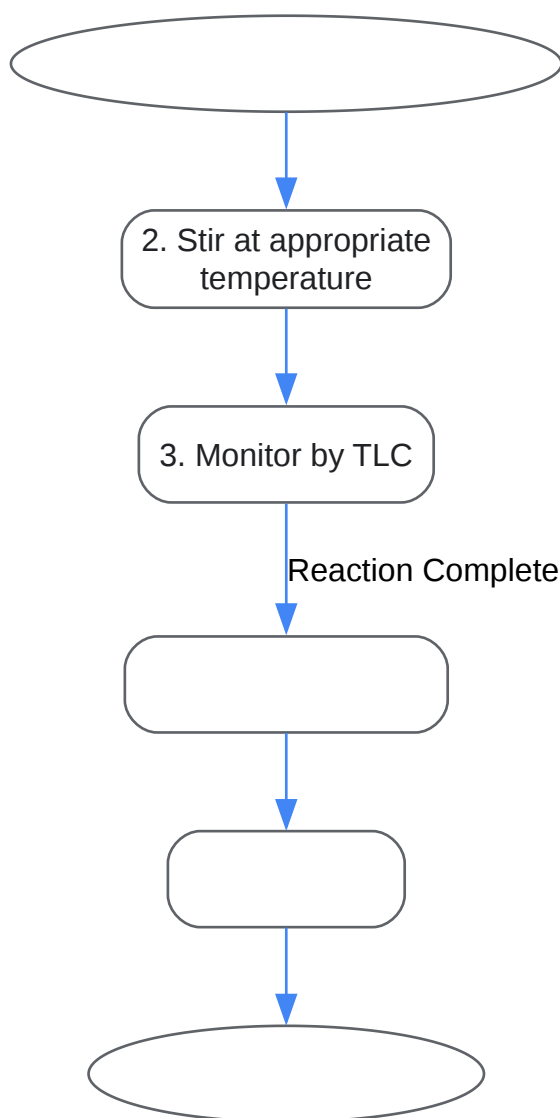 2. Stir at appropriate
temperature
3. Monitor by TLC
Reaction Complete